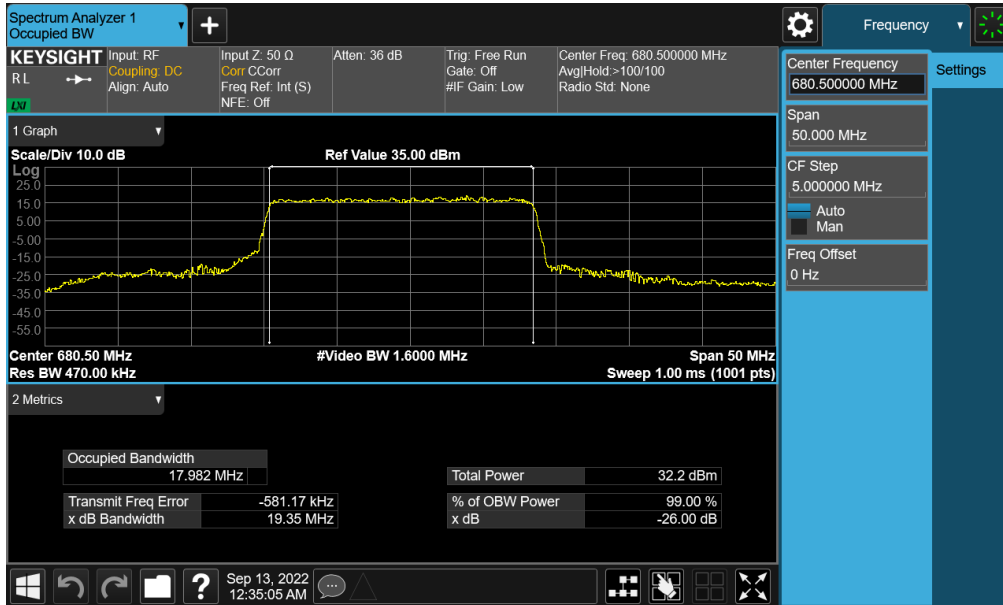 Spectrum Analyzer 1
Occupied BW
Frequency
KEYSIGHT
R L
LXI
Input: RF
Coupling: DC
Align: Auto
Input Z: 50 Ω
Corr CCorr
Freq Ref: Int (S)
NFE: Off
Atten: 36 dB
Trig: Free Run
Gate: Off
#IF Gain: Low
Center Freq: 680.500000 MHz
Avg|Hold:>100/100
Radio Std: None
Center Frequency
680.500000 MHz
Settings
Span
50.000 MHz
CF Step
5.000000 MHz
Auto
Man
Freq Offset
0 Hz
1 Graph
Scale/Div 10.0 dB
Ref Value 35.00 dBm
Log
25.0
15.0
5.00
-5.00
-15.0
-25.0
-35.0
-45.0
-55.0
Center 680.50 MHz
#Video BW 1.6000 MHz
Span 50 MHz
Res BW 470.00 kHz
Sweep 1.00 ms (1001 pts)
2 Metrics
Occupied Bandwidth
17.982 MHz
Total Power 32.2 dBm
Transmit Freq Error -581.17 kHz
% of OBW Power 99.00 %
x dB Bandwidth 19.35 MHz
x dB -26.00 dB
?
Sep 13, 2022
12:35:05 AM